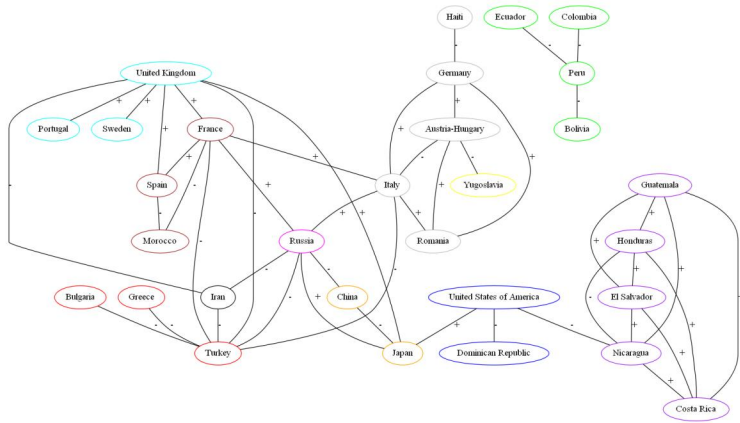 Haiti
Ecuador
Colombia
-
-
-
United Kingdom
Germany
Peru
+
+
+
+
-
Portugal
Sweden
France
Austria-Hungary
Bolivia
+
+
+
-
-
+
Spain
Italy
Yugoslavia
Guatemala
+
-
-
+
-
+
+
+
+
+
+
Morocco
Russia
Romania
Honduras
-
-
-
+
-
-
+
+
Bulgaria
Greece
Iran
China
United States of America
El Salvador
-
-
-
-
+
-
+
-
-
+
+
Turkey
Japan
Dominican Republic
Nicaragua
+
Costa Rica